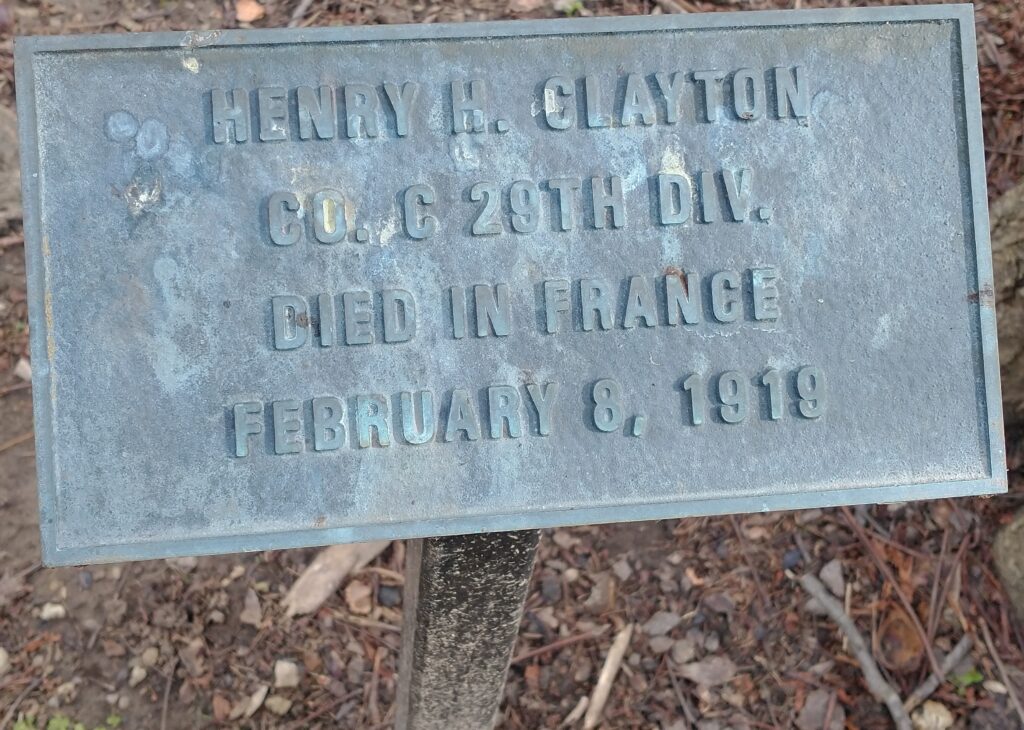 HENRY H. CLAYTON
CO. C 29TH DIV.
DIED IN FRANCE
FEBRUARY 8, 1919